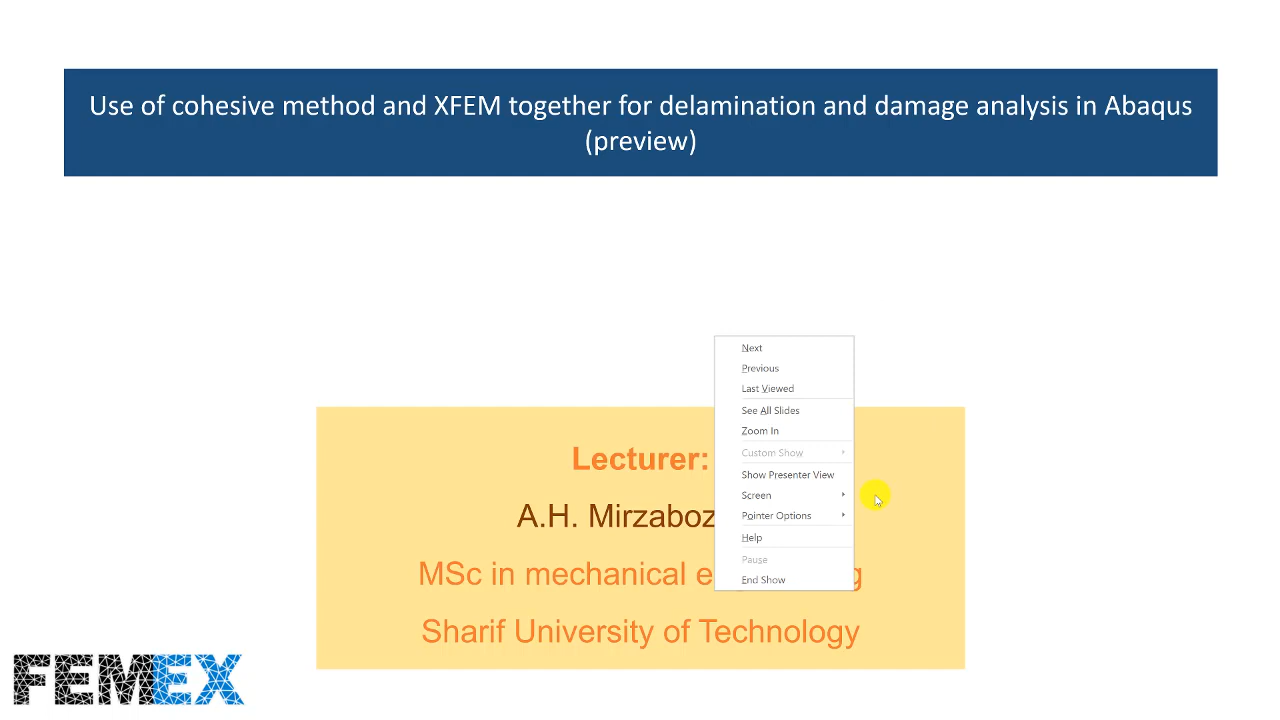 Use of cohesive method and XFEM together for delamination and damage analysis in Abaqus
(preview)
Next
Previous
Last Viewed
See All Slides
Zoom In
Custom Show
Show Presenter View
Screen
Pointer Options
Help
Pause
End Show
Lecturer:
A.H.
MSc in mechanical
Sharif University of Technology
FEMEX